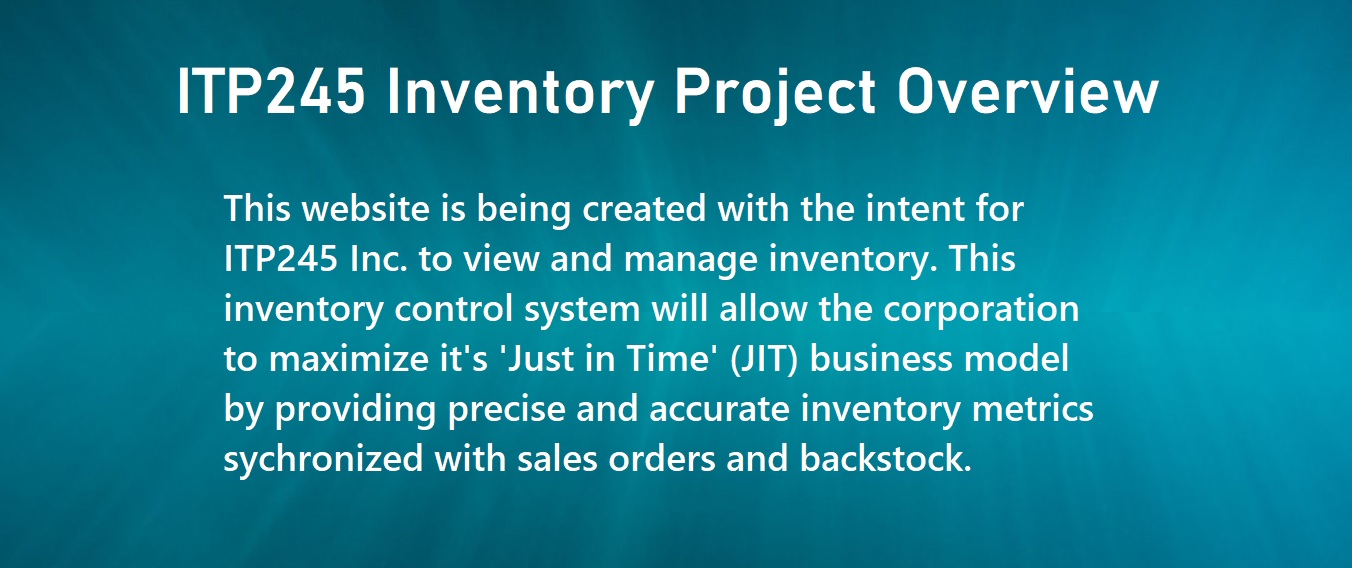 ITP245 Inventory Project Overview
This website is being created with the intent for
ITP245 Inc. to view and manage inventory. This
inventory control system will allow the corporation
to maximize it's 'Just in Time' (JIT) business model
by providing precise and accurate inventory metrics
sychronized with sales orders and backstock.